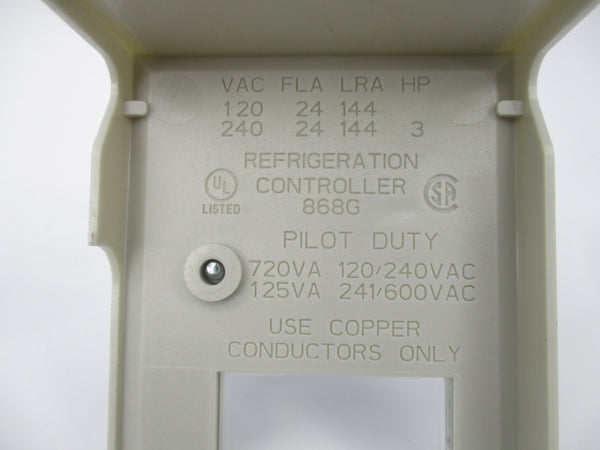 VAC FLA LRA HP
120 24 144
240 24 144 3
REFRIGERATION
CONTROLLER
868G
UL
LISTED
SA
PILOT DUTY
720VA 120/240VAC
125VA 241/600VAC
USE COPPER
CONDUCTORS ONLY